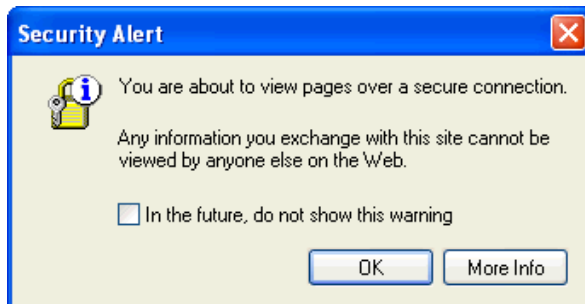 Security Alert
You are about to view pages over a secure connection.
Any information you exchange with this site cannot be
viewed by anyone else on the Web.
In the future, do not show this warning
OK
More Info